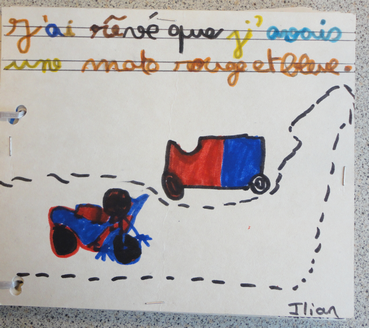 J'ai rêvé que j'avais
une moto rouge et bleue.
Ilian